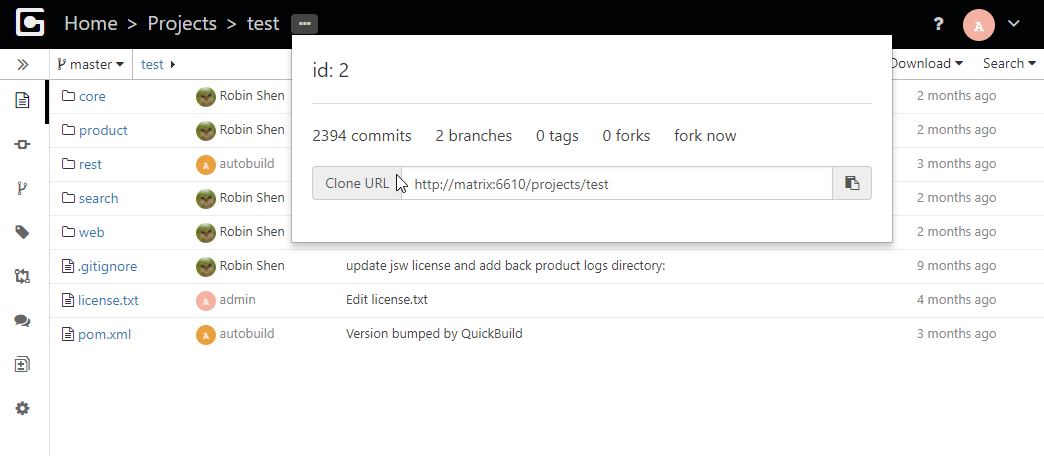 Home > Projects > test ...
? A
master test Download Search
id: 2
2394 commits 2 branches 0 tags 0 forks fork now
Clone URL http://matrix:6610/projects/test
core Robin Shen 2 months ago
product Robin Shen 2 months ago
rest A autobuild 3 months ago
search Robin Shen 2 months ago
web Robin Shen 2 months ago
.gitignore Robin Shen update jsw license and add back product logs directory: 9 months ago
license.txt A admin Edit license.txt 4 months ago
pom.xml A autobuild Version bumped by QuickBuild 3 months ago